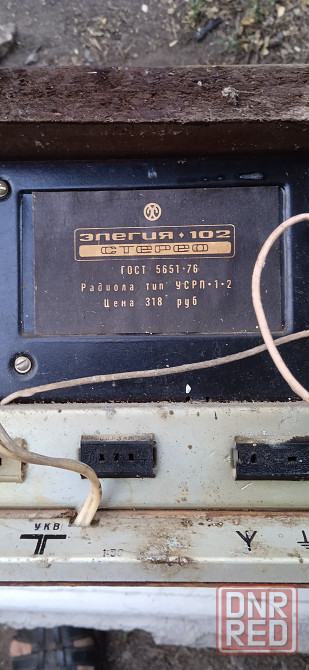 элегия • 102
стерео
ГОСТ 5651-76
Радиола тип УСРП•1•2
Цена 318 руб
УКВ
DNR
RED